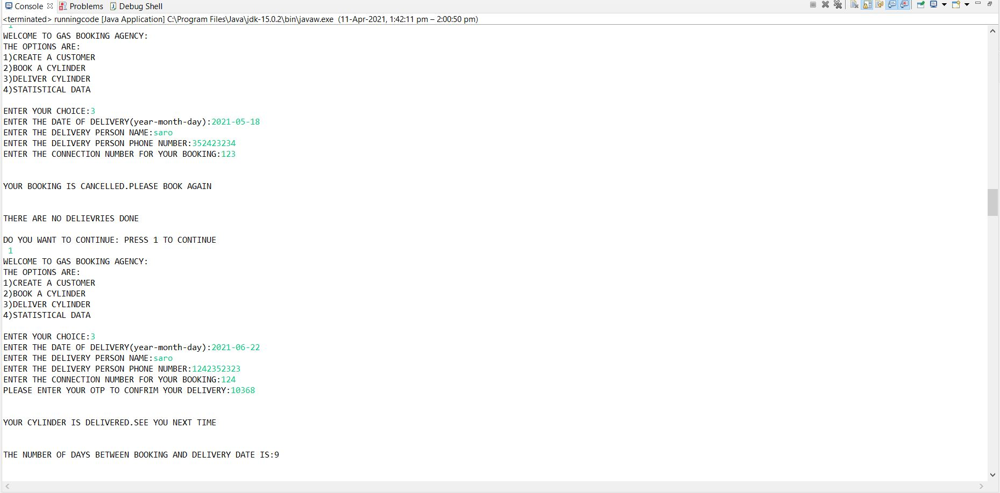 Console Problems Debug Shell
<terminated> runningcode [Java Application] C:\Program Files\Java\jdk-15.0.2\bin\javaw.exe (11-Apr-2021, 1:42:11 pm – 2:00:50 pm)
1
WELCOME TO GAS BOOKING AGENCY:
THE OPTIONS ARE:
1)CREATE A CUSTOMER
2)BOOK A CYLINDER
3)DELIVER CYLINDER
4)STATISTICAL DATA
ENTER YOUR CHOICE:3
ENTER THE DATE OF DELIVERY(year-month-day):2021-05-18
ENTER THE DELIVERY PERSON NAME:saro
ENTER THE DELIVERY PERSON PHONE NUMBER:352423234
ENTER THE CONNECTION NUMBER FOR YOUR BOOKING:123
YOUR BOOKING IS CANCELLED.PLEASE BOOK AGAIN
THERE ARE NO DELIEVRIES DONE
DO YOU WANT TO CONTINUE: PRESS 1 TO CONTINUE
1
WELCOME TO GAS BOOKING AGENCY:
THE OPTIONS ARE:
1)CREATE A CUSTOMER
2)BOOK A CYLINDER
3)DELIVER CYLINDER
4)STATISTICAL DATA
ENTER YOUR CHOICE:3
ENTER THE DATE OF DELIVERY(year-month-day):2021-06-22
ENTER THE DELIVERY PERSON NAME:saro
ENTER THE DELIVERY PERSON PHONE NUMBER:1242352323
ENTER THE CONNECTION NUMBER FOR YOUR BOOKING:124
PLEASE ENTER YOUR OTP TO CONFRIM YOUR DELIVERY:10368
YOUR CYLINDER IS DELIVERED.SEE YOU NEXT TIME
THE NUMBER OF DAYS BETWEEN BOOKING AND DELIVERY DATE IS:9